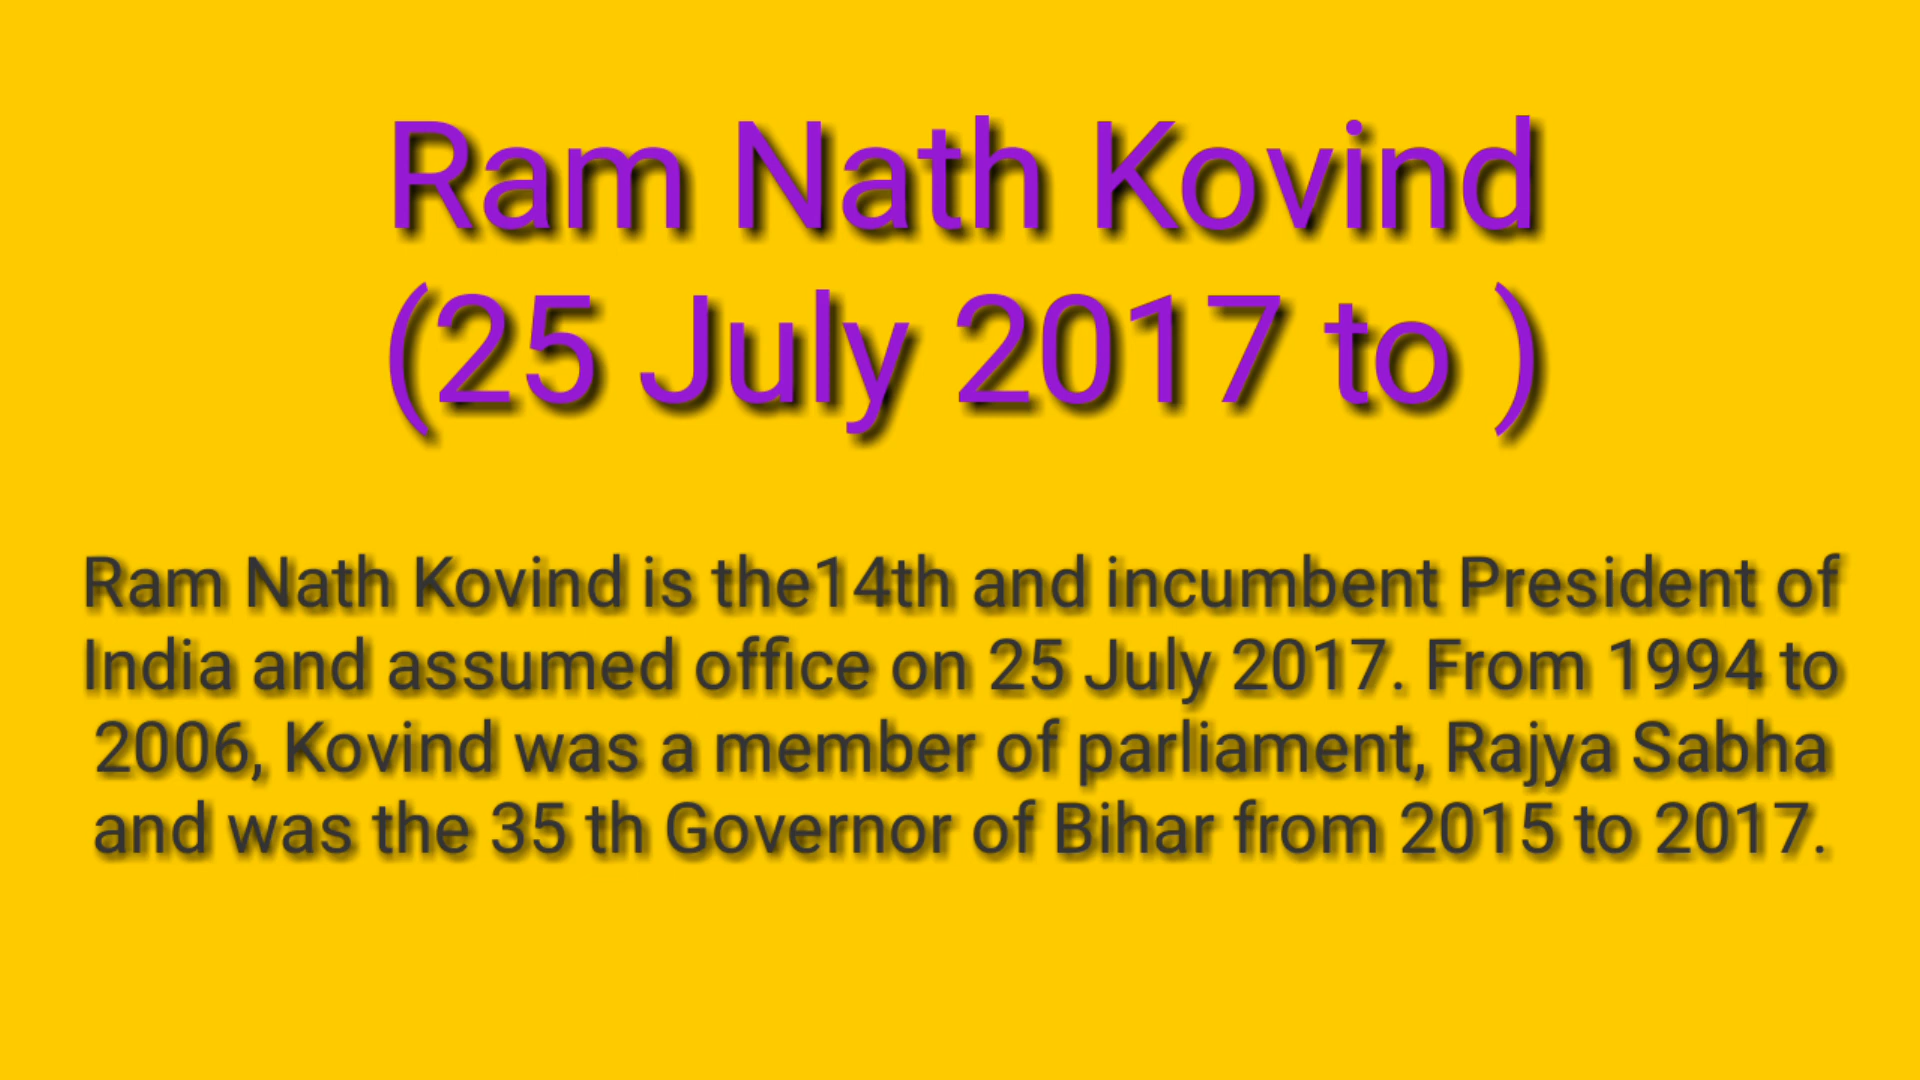 Ram Nath Kovind
(25 July 2017 to )
Ram Nath Kovind is the14th and incumbent President of
India and assumed office on 25 July 2017. From 1994 to
2006, Kovind was a member of parliament, Rajya Sabha
and was the 35 th Governor of Bihar from 2015 to 2017.